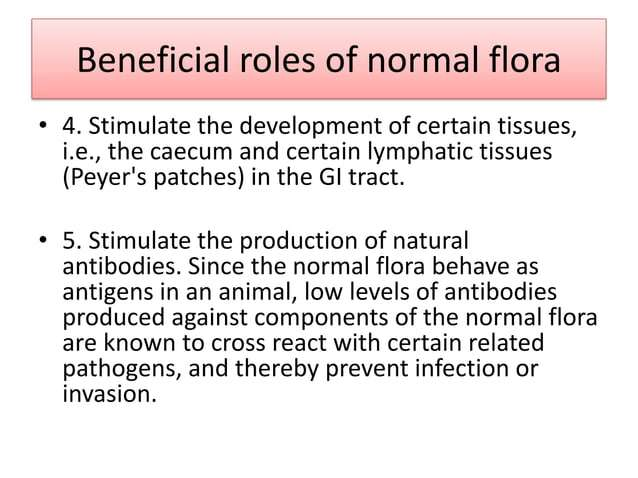 Beneficial roles of normal flora
• 4. Stimulate the development of certain tissues,
i.e., the caecum and certain lymphatic tissues
(Peyer's patches) in the GI tract.
• 5. Stimulate the production of natural
antibodies. Since the normal flora behave as
antigens in an animal, low levels of antibodies
produced against components of the normal flora
are known to cross react with certain related
pathogens, and thereby prevent infection or
invasion.